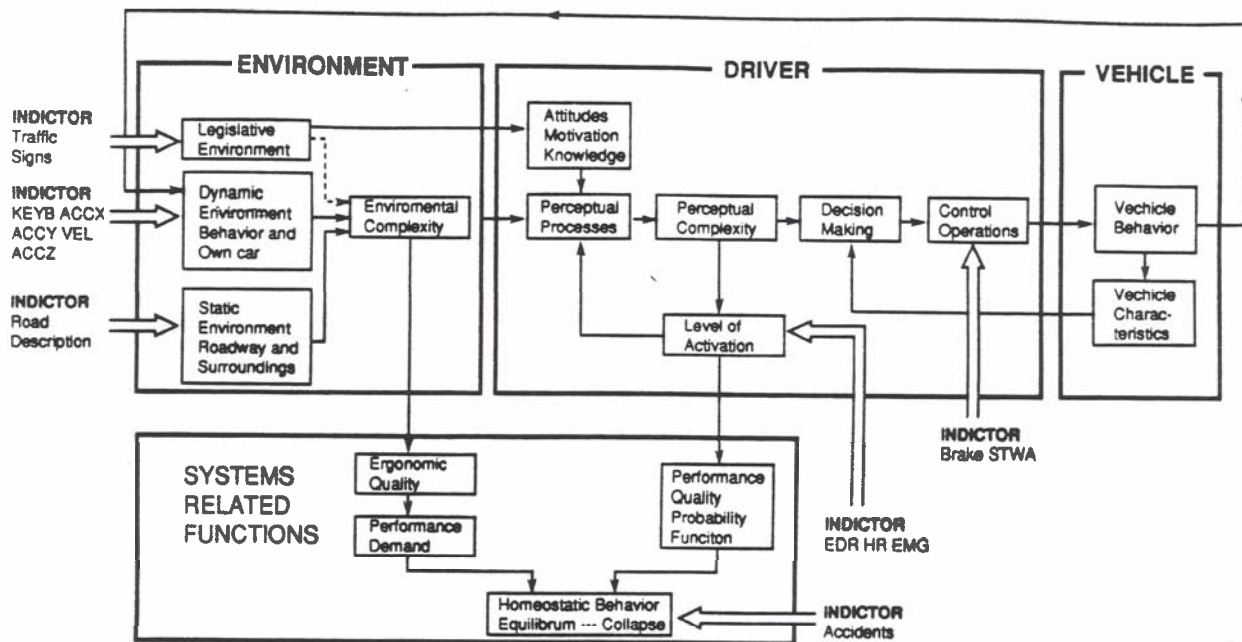 ENVIRONMENT
DRIVER
VEHICLE
INDICTOR
Traffic
Signs
INDICTOR
KEYB ACCX
ACCY VEL
ACCZ
INDICTOR
Road
Description
Legislative
Environment
Dynamic
Environment
Behavior and
Own car
Static
Environment
Roadway and
Surroundings
Enviromental
Complexity
Attitudes
Motivation
Knowledge
Perceptual
Processes
Perceptual
Complexity
Decision
Making
Control
Operations
Level of
Activation
Vechicle
Behavior
Vechicle
Charac-
teristics
INDICTOR
Brake STWA
INDICTOR
EDR HR EMG
SYSTEMS
RELATED
FUNCTIONS
Ergonomic
Quality
Performance
Demand
Performance
Quality
Probability
Funciton
Homeostatic Behavior
Equilibrum --- Collapse
INDICTOR
Accidents